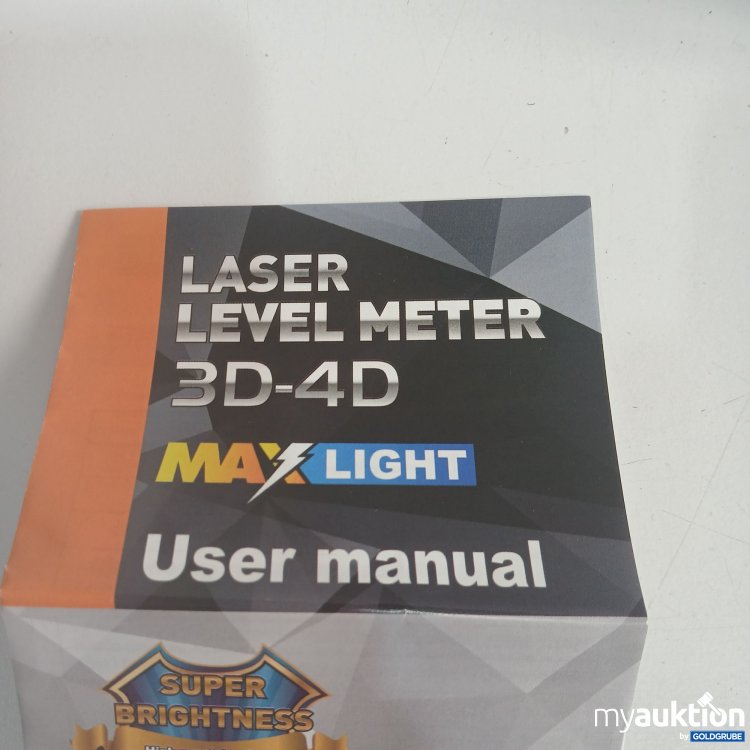 LASER
LEVEL METER
3D-4D
MAX LIGHT
User manual
SUPER
BRIGHTNESS
myauktion
by GOLDGRUBE